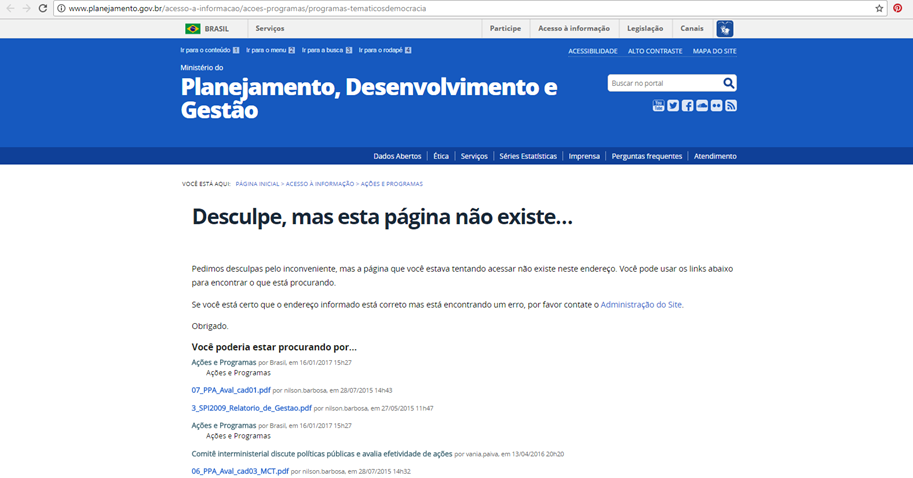 www.planejamento.gov.br/acesso-a-informacao/acoes-programas/programas-tematicosdemocracia
BRASIL Serviços Participe Acesso à informação Legislação Canais
Ir para o conteúdo 1 Ir para o menu 2 Ir para a busca 3 Ir para o rodapé 4 ACESSIBILIDADE ALTO CONTRASTE MAPA DO SITE
Ministério do
Planejamento, Desenvolvimento e
Gestão
Buscar no portal
You Tube
Dados Abertos Ética Serviços Séries Estatísticas Imprensa Perguntas frequentes Atendimento
VOCÊ ESTÁ AQUI: PÁGINA INICIAL > ACESSO À INFORMAÇÃO > AÇÕES E PROGRAMAS
Desculpe, mas esta página não existe...
Pedimos desculpas pelo inconveniente, mas a página que você estava tentando acessar não existe neste endereço. Você pode usar os links abaixo
para encontrar o que está procurando.
Se você está certo que o endereço informado está correto mas está encontrando um erro, por favor contate o Administração do Site.
Obrigado.
Você poderia estar procurando por...
Ações e Programas por Brasil, em 16/01/2017 15h27
Ações e Programas
07_PPA_Aval_cad01.pdf por nilson.barbosa, em 28/07/2015 14h43
3_SPI2009_Relatorio_de_Gestao.pdf por nilson.barbosa, em 27/05/2015 11h47
Ações e Programas por Brasil, em 16/01/2017 15h27
Ações e Programas
Comitê interministerial discute políticas públicas e avalia efetividade de ações por vania.paiva, em 13/04/2016 20h20
06_PPA_Aval_cad03_MCT.pdf por nilson.barbosa, em 28/07/2015 14h32